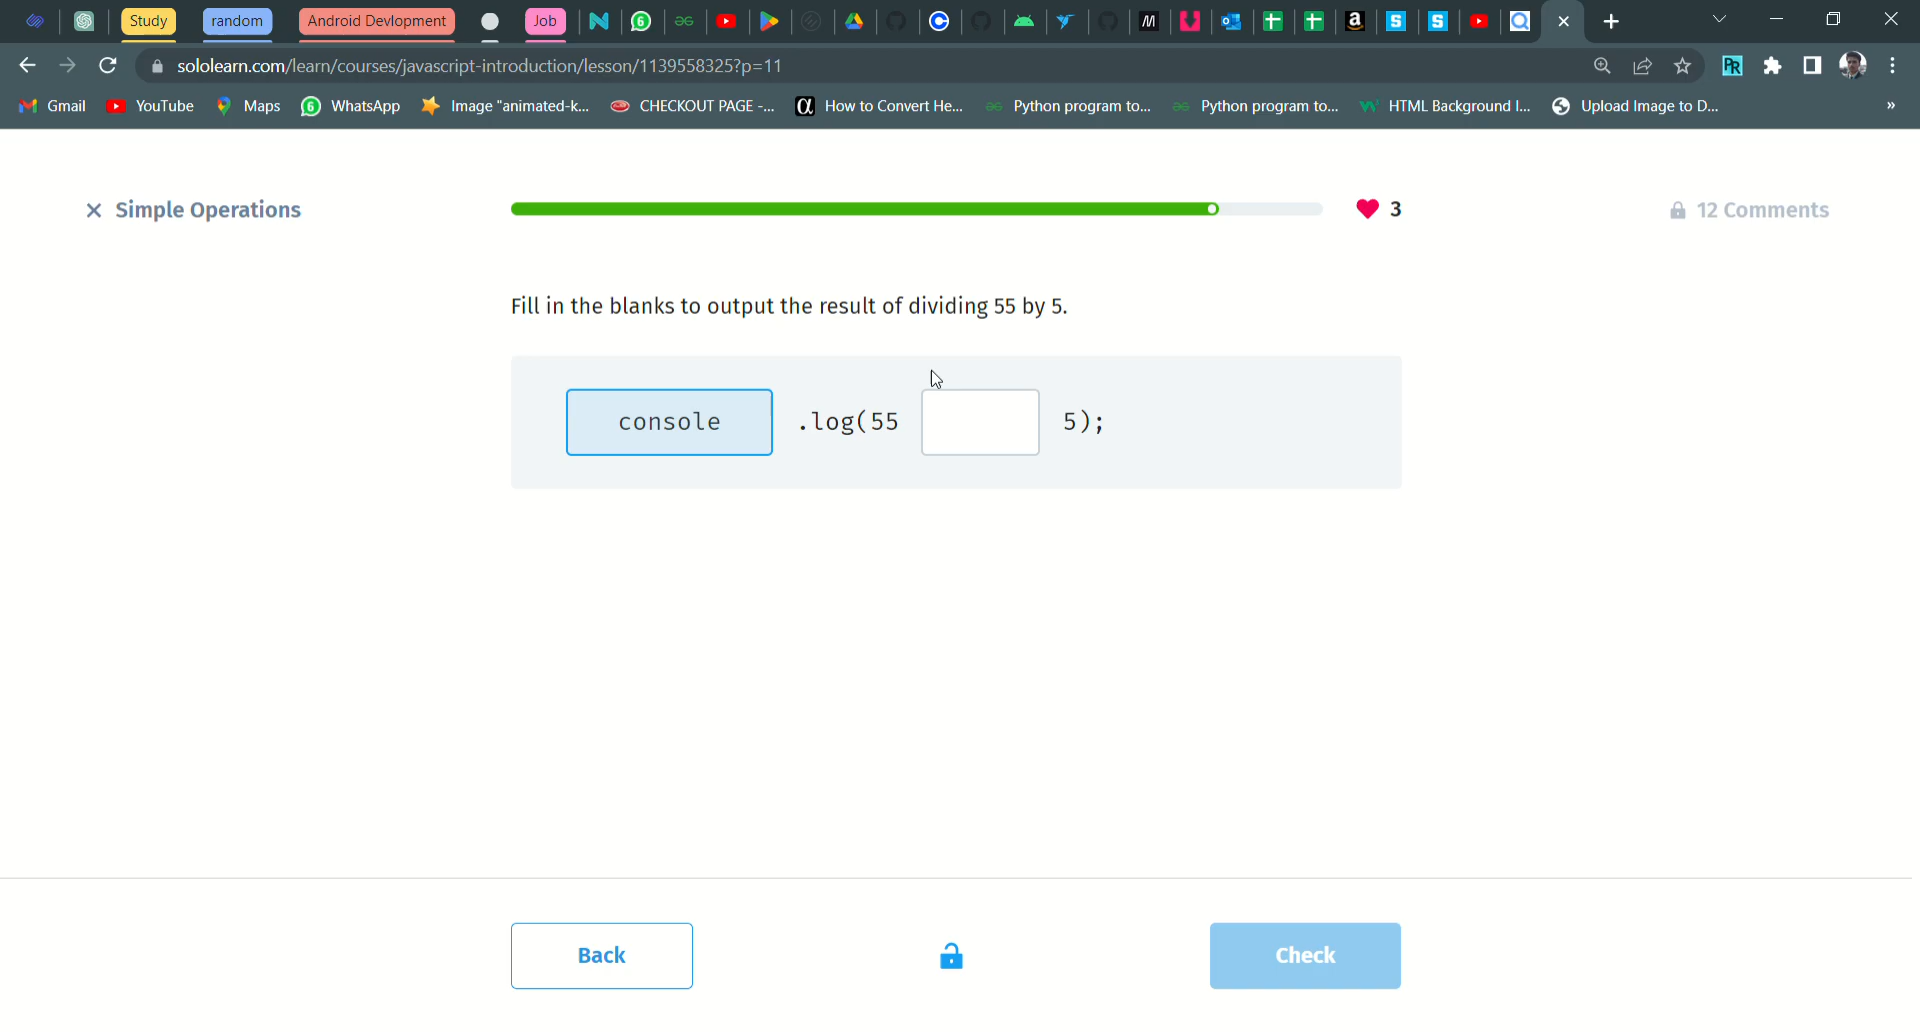 Study
random
Android Devlopment
Job
sololearn.com/learn/courses/javascript-introduction/lesson/1139558325?p=11
Gmail
YouTube
Maps
WhatsApp
Image "animated-k...
CHECKOUT PAGE -...
How to Convert He...
Python program to...
Python program to...
HTML Background I...
Upload Image to D...
»
Simple Operations
3
12 Comments
Fill in the blanks to output the result of dividing 55 by 5.
console .log(55 5);
Back
Check